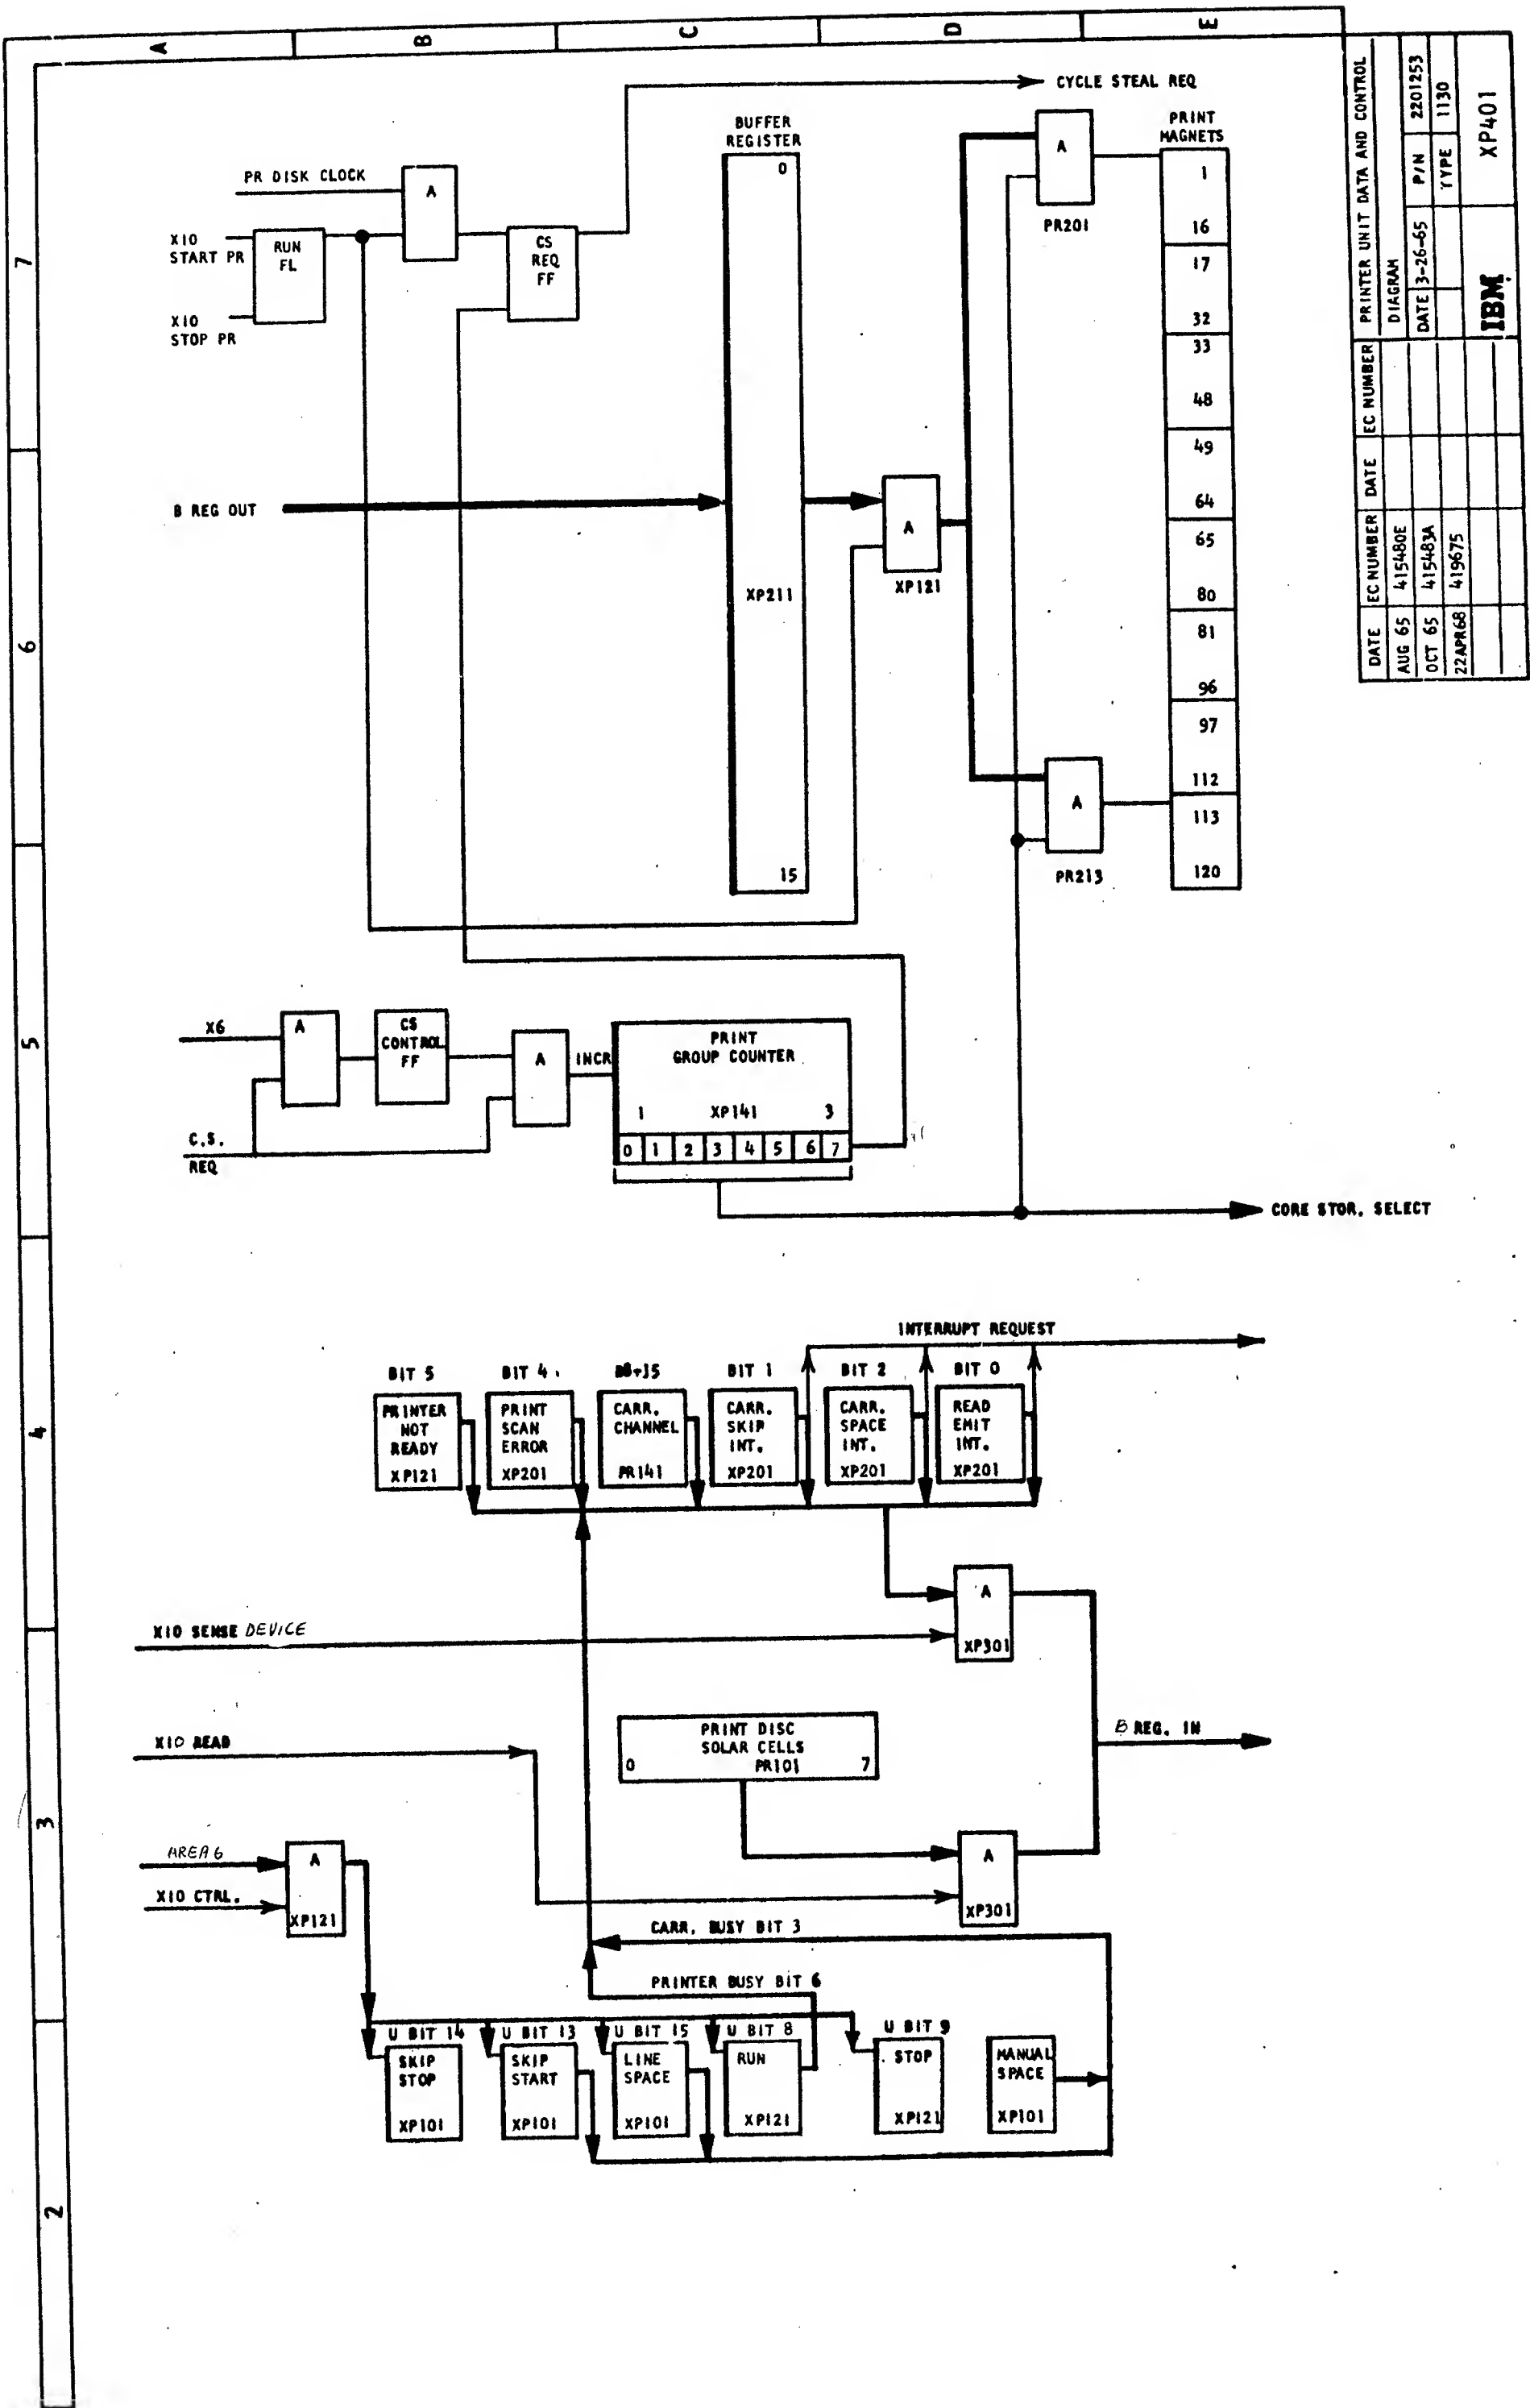 A
B
C
D
E
7
6
5
4
3
2
CYCLE STEAL REQ
PR DISK CLOCK
A
XIO
START PR
RUN
FL
XIO
STOP PR
CS
REQ
FF
BUFFER
REGISTER
0
XP211
15
B REG OUT
A
XP121
A
PR201
A
PR213
PRINT
MAGNETS
1
16
17
32
33
48
49
64
65
80
81
96
97
112
113
120
X6
A
CS
CONTROL
FF
A
INCR
PRINT
GROUP COUNTER
1 XP141 3
0 1 2 3 4 5 6 7
C.S.
REQ
CORE STOR. SELECT
INTERRUPT REQUEST
BIT 5
PRINTER
NOT
READY
XP121
BIT 4
PRINT
SCAN
ERROR
XP201
CARR.
CHANNEL
PR141
BIT 1
CARR.
SKIP
INT.
XP201
BIT 2
CARR.
SPACE
INT.
XP201
BIT 0
READ
EMIT
INT.
XP201
XIO SENSE DEVICE
A
XP301
XIO READ
PRINT DISC
SOLAR CELLS
0 PR101 7
B REG. IN
A
XP301
AREA 6
XIO CTRL.
A
XP121
CARR. BUSY BIT 3
PRINTER BUSY BIT 6
U BIT 14
SKIP
STOP
XP101
U BIT 13
SKIP
START
XP101
U BIT 15
LINE
SPACE
XP101
U BIT 8
RUN
XP121
U BIT 9
STOP
XP121
MANUAL
SPACE
XP101
DATE EC NUMBER DATE EC NUMBER
AUG 65 415480E
OCT 65 415483A
22APR68 419675
PRINTER UNIT DATA AND CONTROL
DIAGRAM
DATE 3-26-65 P/N 2201253
TYPE 1130
IBM XP401